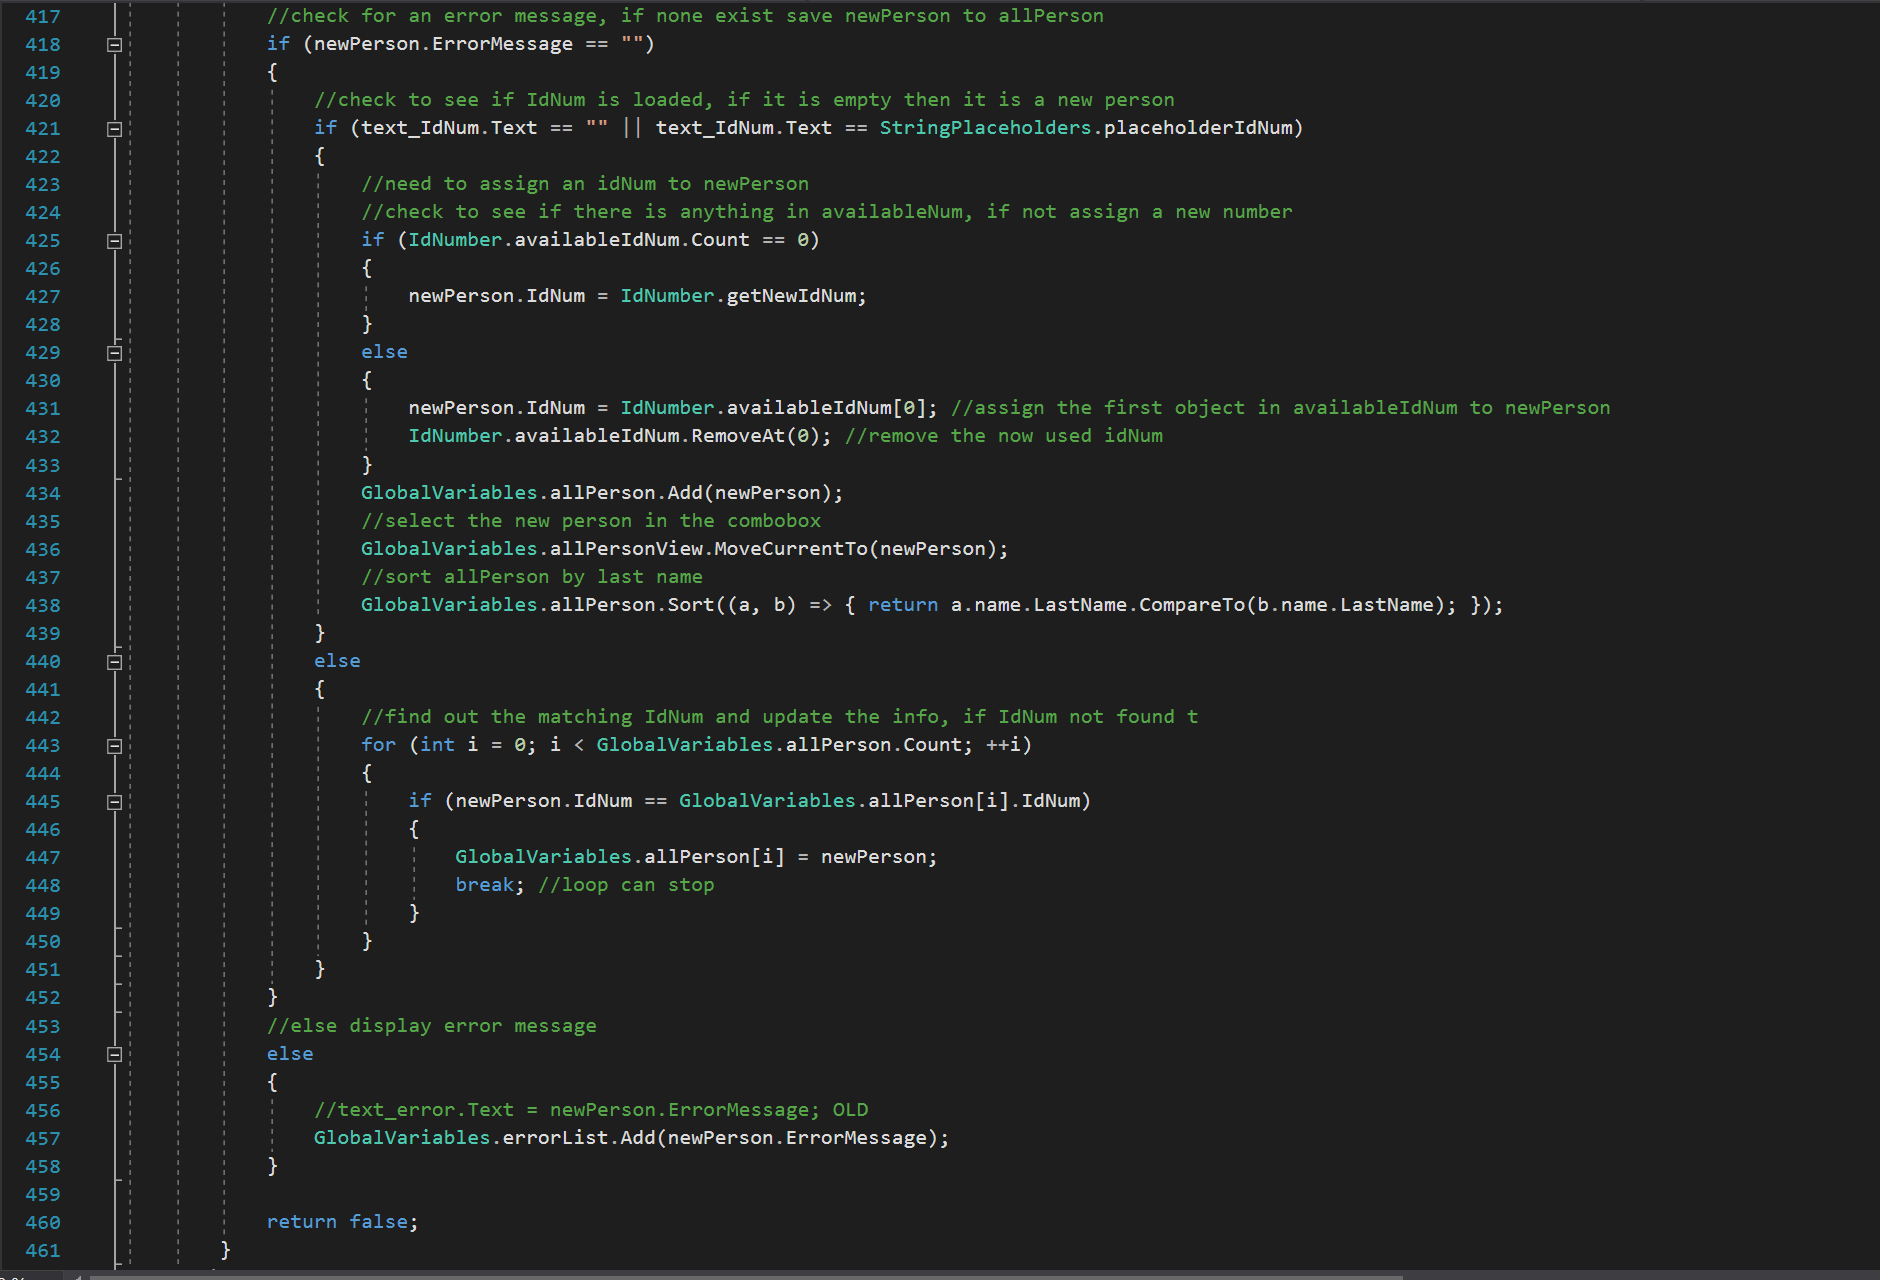 417 //check for an error message, if none exist save newPerson to allPerson
418 if (newPerson.ErrorMessage == "")
419 {
420 //check to see if IdNum is loaded, if it is empty then it is a new person
421 if (text_IdNum.Text == "" || text_IdNum.Text == StringPlaceholders.placeholderIdNum)
422 {
423 //need to assign an idNum to newPerson
424 //check to see if there is anything in availableNum, if not assign a new number
425 if (IdNumber.availableIdNum.Count == 0)
426 {
427 newPerson.IdNum = IdNumber.getNewIdNum;
428 }
429 else
430 {
431 newPerson.IdNum = IdNumber.availableIdNum[0]; //assign the first object in availableIdNum to newPerson
432 IdNumber.availableIdNum.RemoveAt(0); //remove the now used idNum
433 }
434 GlobalVariables.allPerson.Add(newPerson);
435 //select the new person in the combobox
436 GlobalVariables.allPersonView.MoveCurrentTo(newPerson);
437 //sort allPerson by last name
438 GlobalVariables.allPerson.Sort((a, b) => { return a.name.LastName.CompareTo(b.name.LastName); });
439 }
440 else
441 {
442 //find out the matching IdNum and update the info, if IdNum not found t
443 for (int i = 0; i < GlobalVariables.allPerson.Count; ++i)
444 {
445 if (newPerson.IdNum == GlobalVariables.allPerson[i].IdNum)
446 {
447 GlobalVariables.allPerson[i] = newPerson;
448 break; //loop can stop
449 }
450 }
451 }
452 }
453 //else display error message
454 else
455 {
456 //text_error.Text = newPerson.ErrorMessage; OLD
457 GlobalVariables.errorList.Add(newPerson.ErrorMessage);
458 }
459
460 return false;
461 }